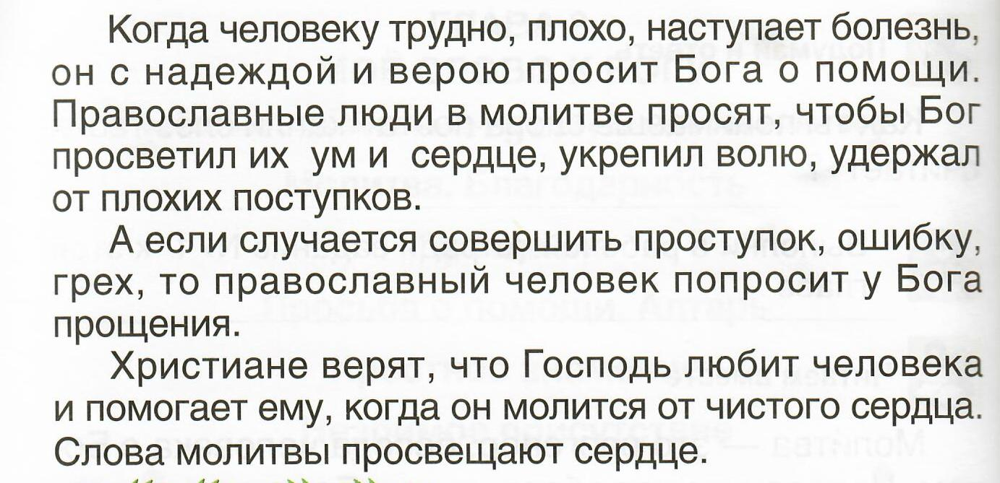 Когда человеку трудно, плохо, наступает болезнь,
он с надеждой и верою просит Бога о помощи.
Православные люди в молитве просят, чтобы Бог
просветил их ум и сердце, укрепил волю, удержал
от плохих поступков.
А если случается совершить проступок, ошибку,
грех, то православный человек попросит у Бога
прощения.
Христиане верят, что Господь любит человека
и помогает ему, когда он молится от чистого сердца.
Слова молитвы просвещают сердце.